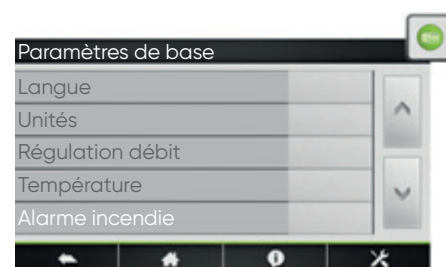 Paramètres de base
Langue
Unités
Régulation débit
Température
Alarme incendie